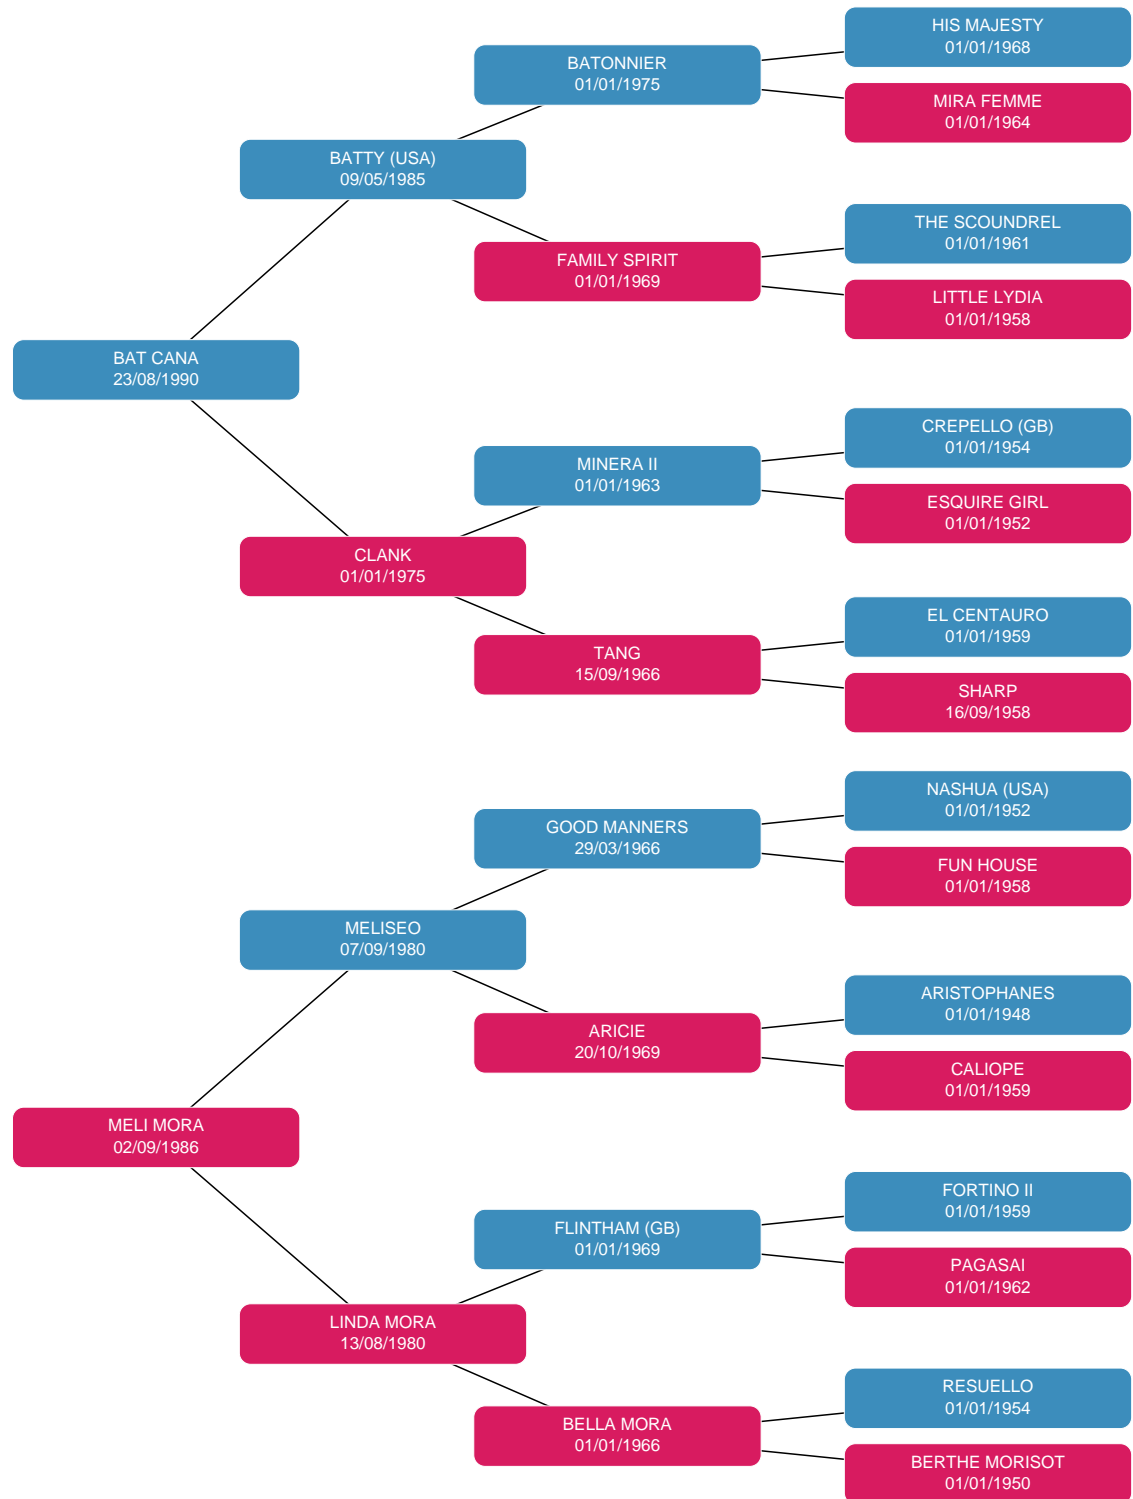 HIS MAJESTY
01/01/1968
BATONNIER
01/01/1975
MIRA FEMME
01/01/1964
BATTY (USA)
09/05/1985
THE SCOUNDREL
01/01/1961
FAMILY SPIRIT
01/01/1969
LITTLE LYDIA
01/01/1958
BAT CANA
23/08/1990
CREPELLO (GB)
01/01/1954
MINERA II
01/01/1963
ESQUIRE GIRL
01/01/1952
CLANK
01/01/1975
EL CENTAURO
01/01/1959
TANG
15/09/1966
SHARP
16/09/1958
NASHUA (USA)
01/01/1952
GOOD MANNERS
29/03/1966
FUN HOUSE
01/01/1958
MELISEO
07/09/1980
ARISTOPHANES
01/01/1948
ARICIE
20/10/1969
CALIOPE
01/01/1959
MELI MORA
02/09/1986
FORTINO II
01/01/1959
FLINTHAM (GB)
01/01/1969
PAGASAI
01/01/1962
LINDA MORA
13/08/1980
RESUELLO
01/01/1954
BELLA MORA
01/01/1966
BERTHE MORISOT
01/01/1950